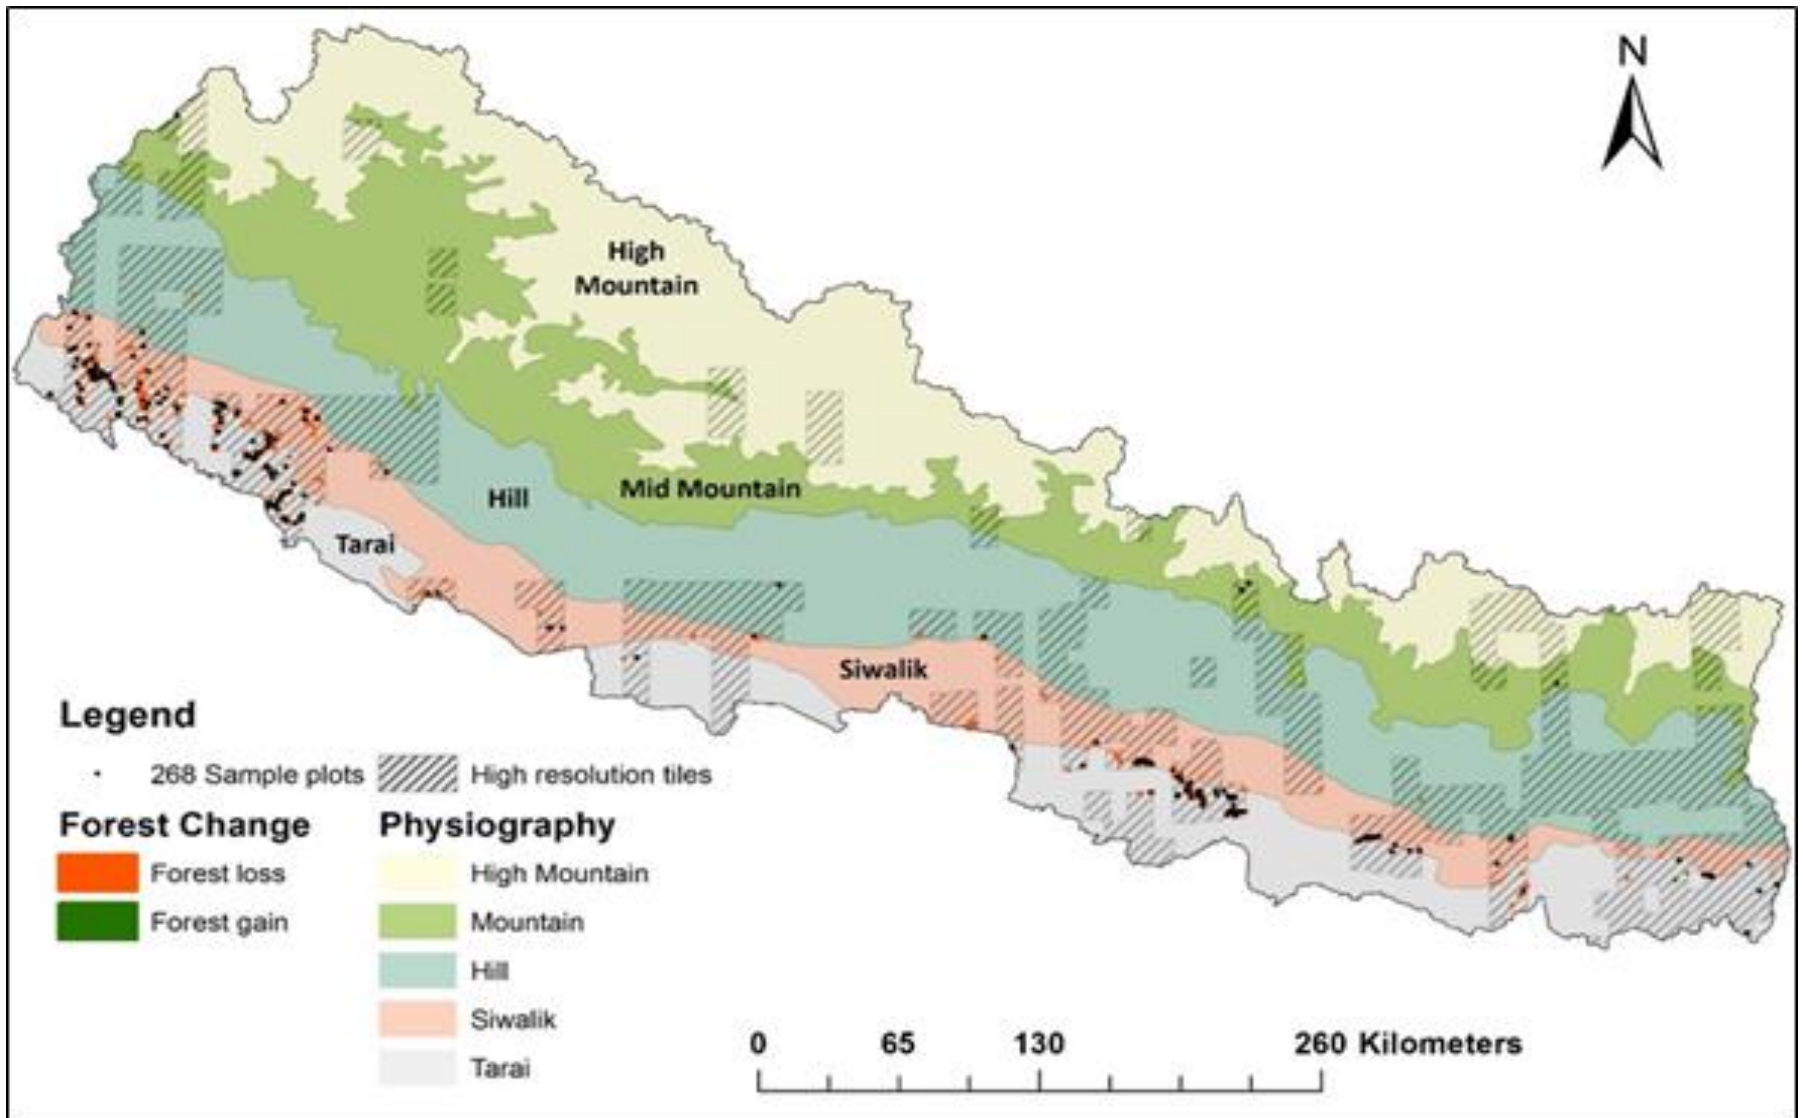 N
High
Mountain
Mid Mountain
Hill
Tarai
Siwalik
Legend
268 Sample plots
High resolution tiles
Forest Change
Physiography
Forest loss
High Mountain
Forest gain
Mountain
Hill
Siwalik
Tarai
0 65 130 260 Kilometers